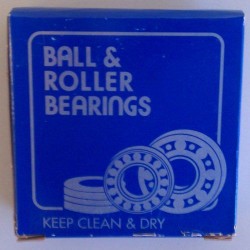 BALL &
ROLLER
BEARINGS
KEEP CLEAN & DRY